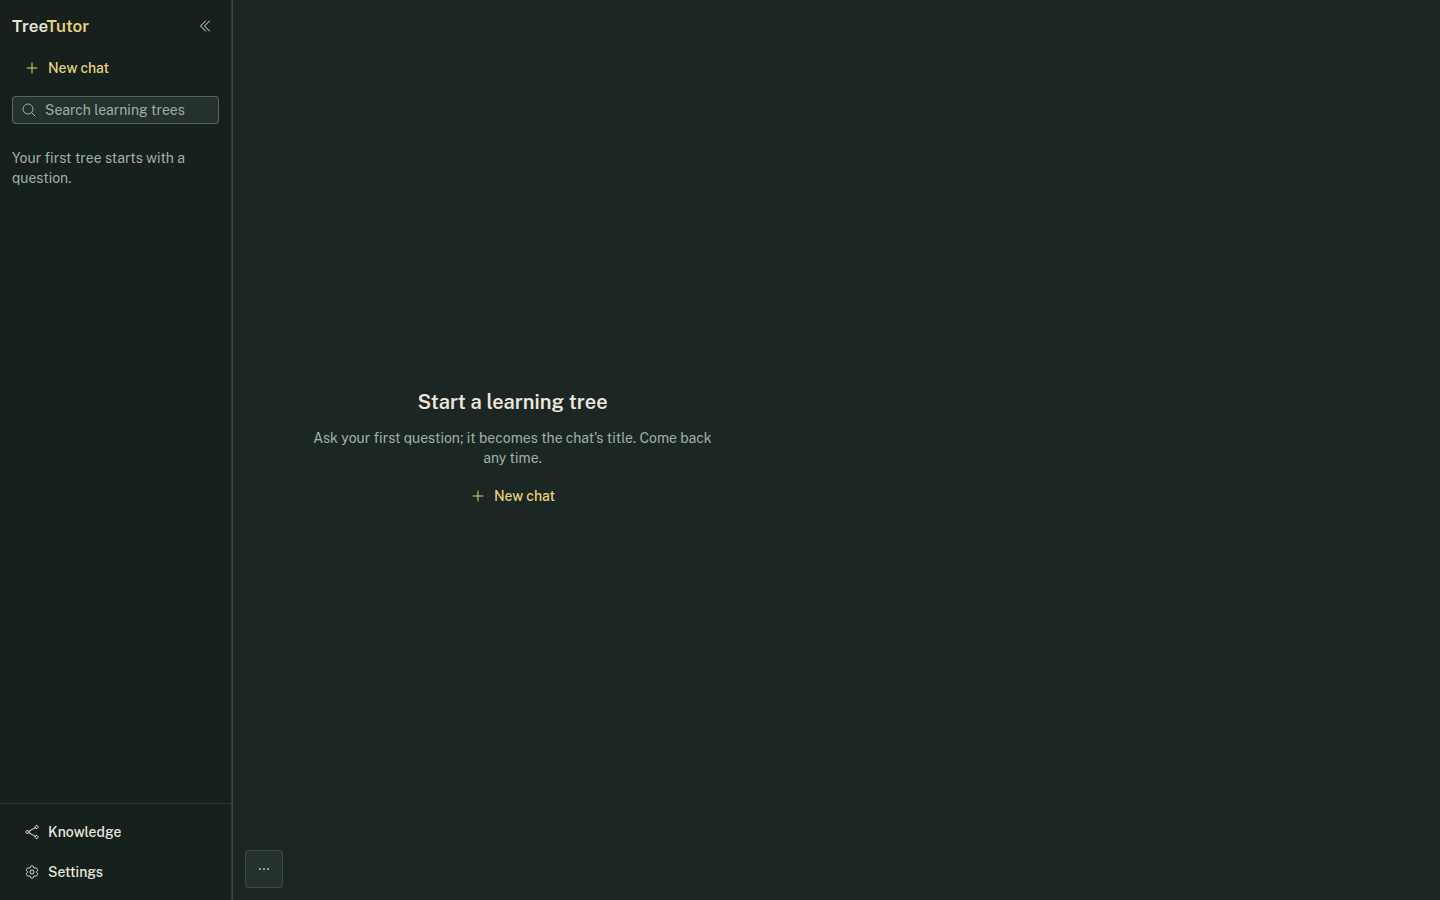 TreeTutor
New chat
Search learning trees
Your first tree starts with a
question.
Start a learning tree
Ask your first question; it becomes the chat's title. Come back
any time.
New chat
Knowledge
Settings